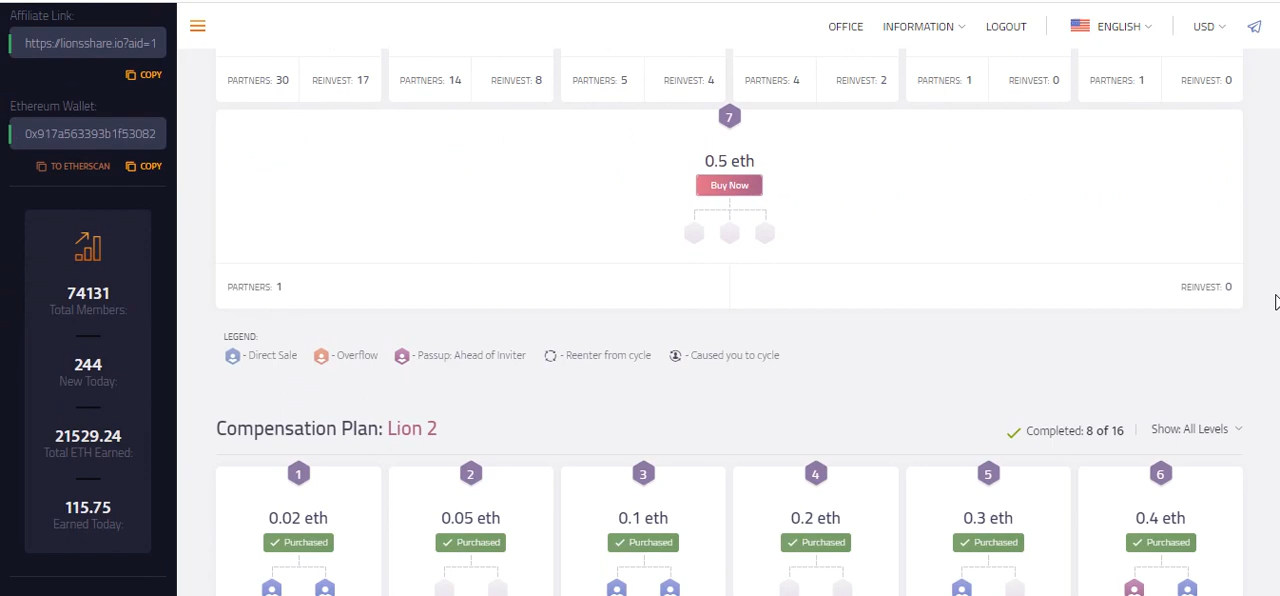 Affiliate Link:
https://lionsshare.io?aid=1
COPY
Ethereum Wallet:
0x917a563393b1f53082
TO ETHERSCAN COPY
74131
Total Members:
244
New Today:
21529.24
Total ETH Earned:
115.75
Earned Today:
OFFICE INFORMATION LOGOUT ENGLISH USD
PARTNERS: 30 REINVEST: 17 PARTNERS: 14 REINVEST: 8 PARTNERS: 5 REINVEST: 4 PARTNERS: 4 REINVEST: 2 PARTNERS: 1 REINVEST: 0 PARTNERS: 1 REINVEST: 0
7
0.5 eth
Buy Now
PARTNERS: 1 REINVEST: 0
LEGEND:
- Direct Sale - Overflow - Passup: Ahead of Inviter - Reenter from cycle - Caused you to cycle
Compensation Plan: Lion 2 Completed: 8 of 16 Show: All Levels
1 2 3 4 5 6
0.02 eth 0.05 eth 0.1 eth 0.2 eth 0.3 eth 0.4 eth
Purchased Purchased Purchased Purchased Purchased Purchased